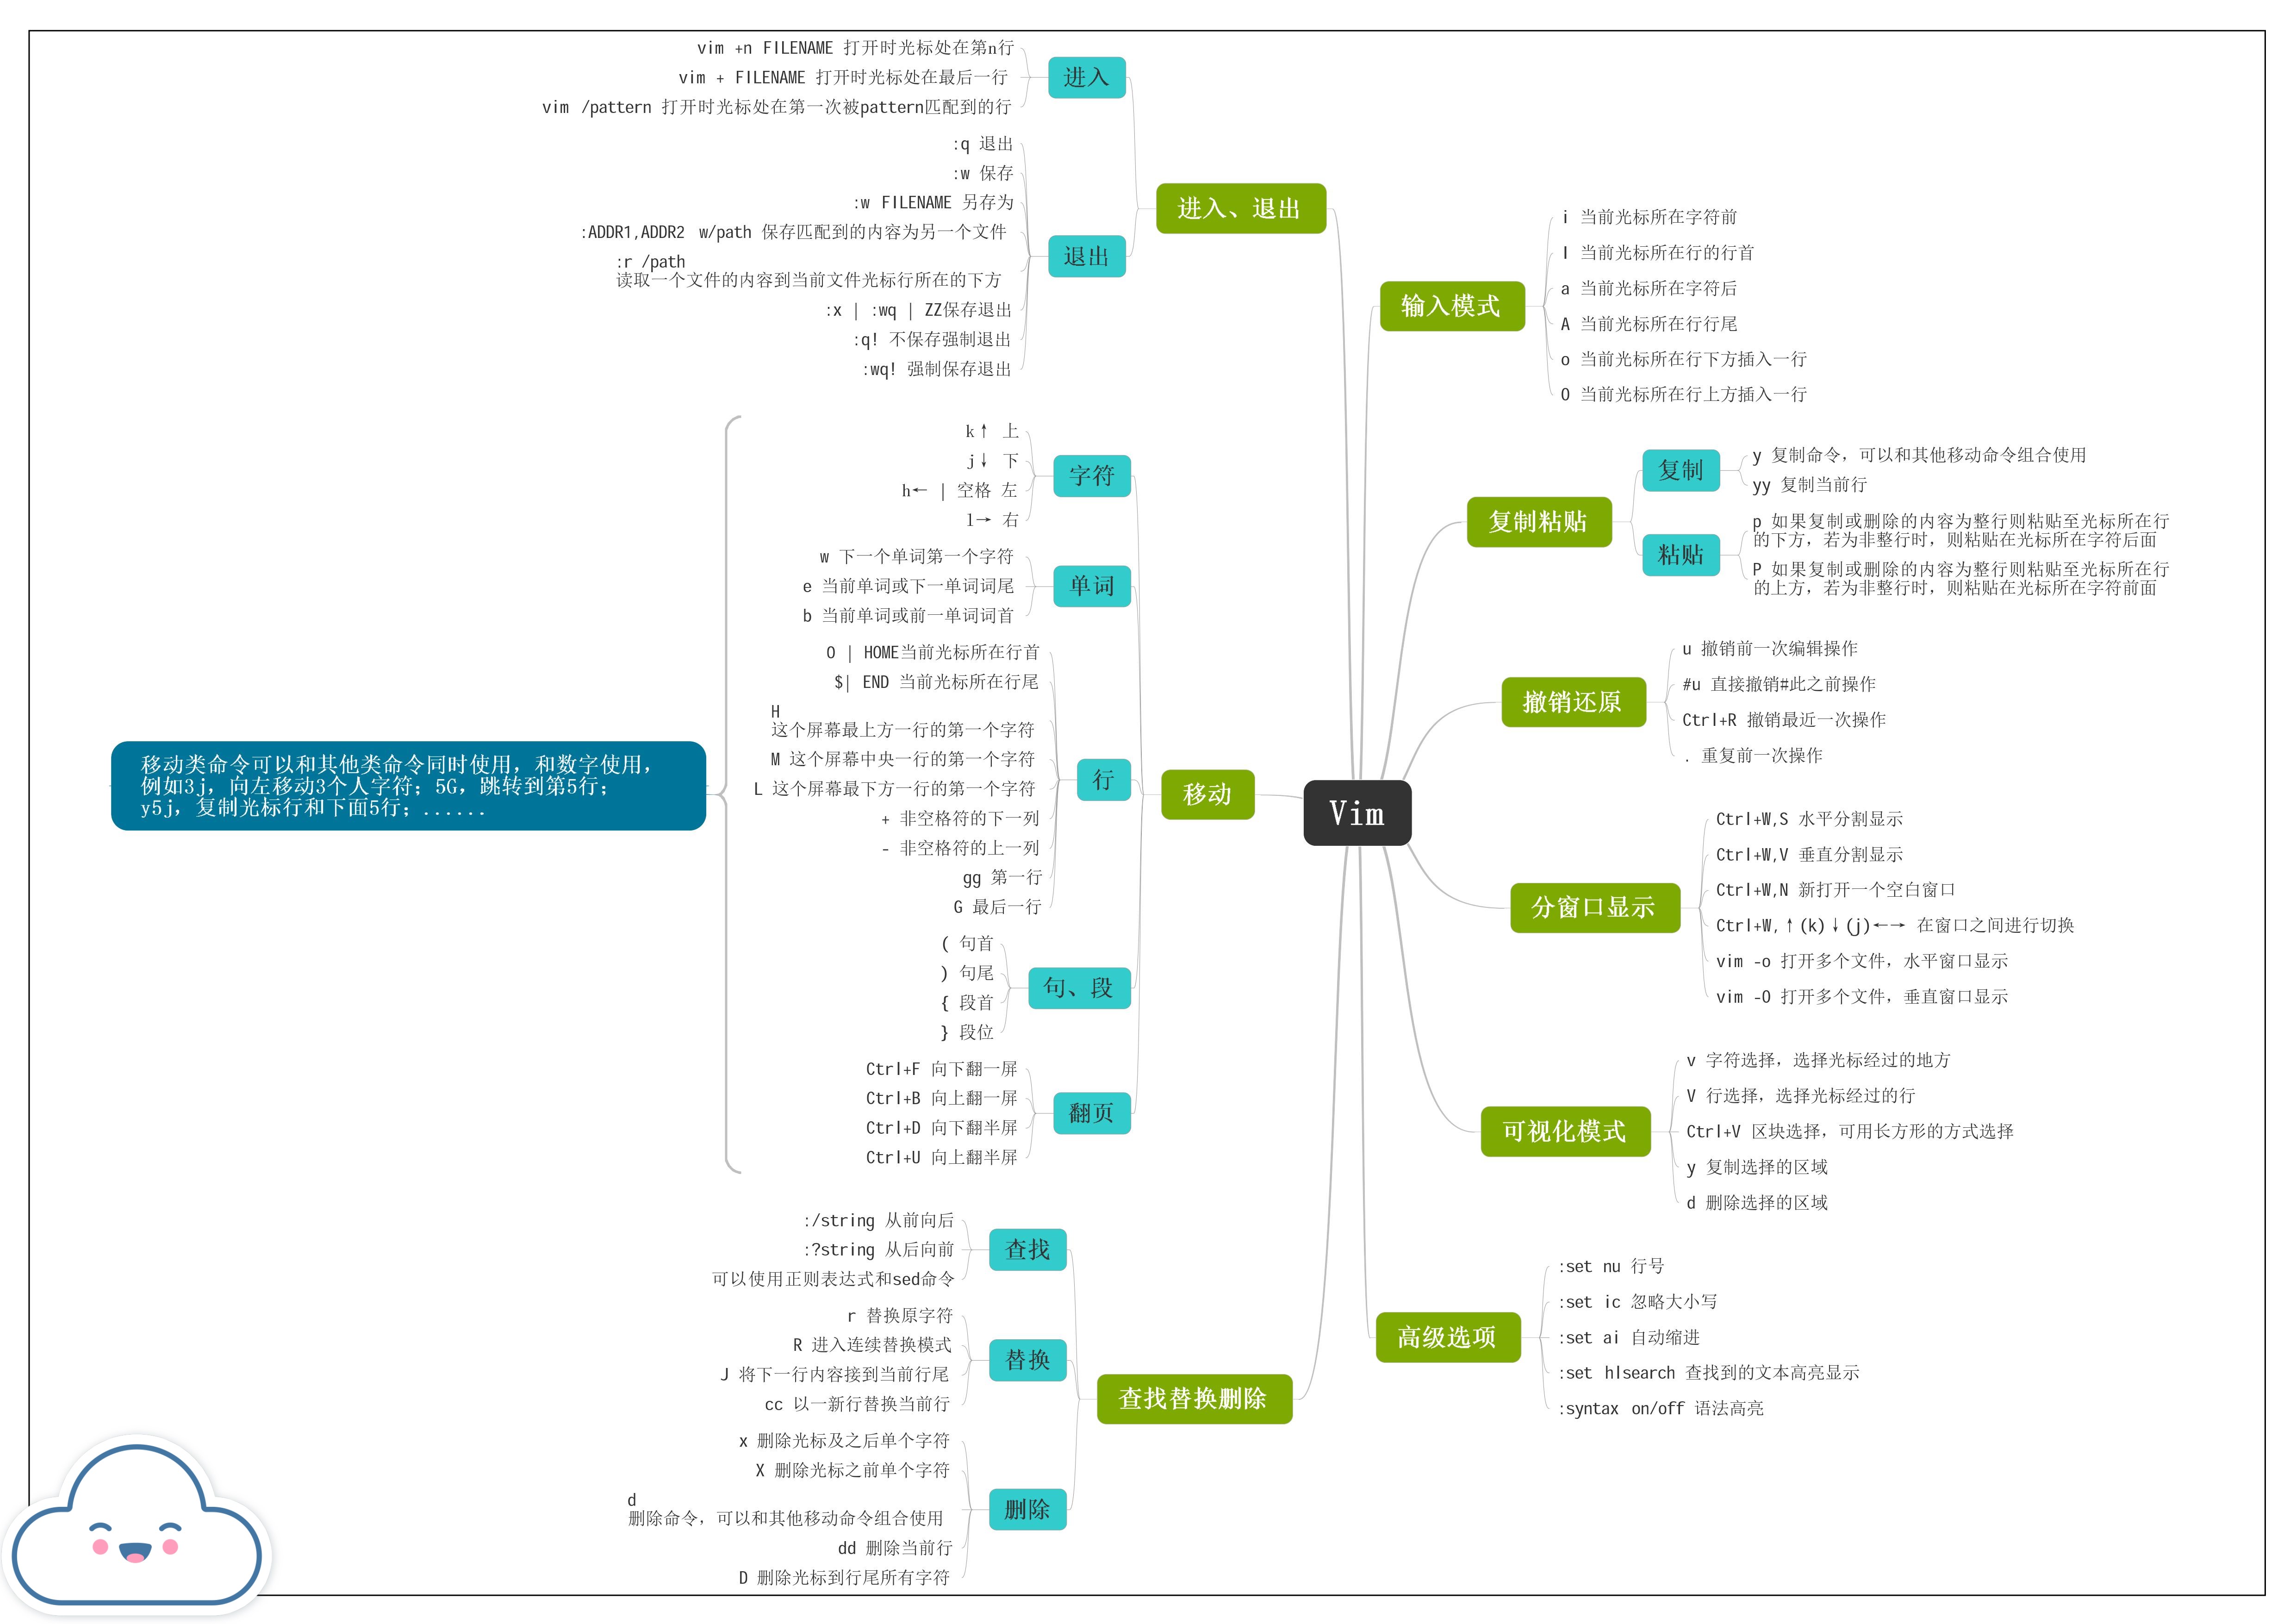 Vim
进入、退出
进入
vim +n FILENAME 打开时光标处在第n行
vim + FILENAME 打开时光标处在最后一行
vim /pattern 打开时光标处在第一次被pattern匹配到的行
退出
:q 退出
:w 保存
:w FILENAME 另存为
:ADDR1,ADDR2 w/path 保存匹配到的内容为另一个文件
:r /path
读取一个文件的内容到当前文件光标行所在的下方
:x | :wq | ZZ保存退出
:q! 不保存强制退出
:wq! 强制保存退出
移动
字符
k↑ 上
j↓ 下
h← | 空格 左
l→ 右
单词
w 下一个单词第一个字符
e 当前单词或下一单词词尾
b 当前单词或前一单词词首
行
0 | HOME当前光标所在行首
$| END 当前光标所在行尾
H
这个屏幕最上方一行的第一个字符
M 这个屏幕中央一行的第一个字符
L 这个屏幕最下方一行的第一个字符
+ 非空格符的下一列
- 非空格符的上一列
gg 第一行
G 最后一行
句、段
( 句首
) 句尾
{ 段首
} 段位
翻页
Ctrl+F 向下翻一屏
Ctrl+B 向上翻一屏
Ctrl+D 向下翻半屏
Ctrl+U 向上翻半屏
移动类命令可以和其他类命令同时使用，和数字使用，
例如3j，向左移动3个人字符；5G，跳转到第5行；
y5j，复制光标行和下面5行；......
查找替换删除
查找
:/string 从前向后
:?string 从后向前
可以使用正则表达式和sed命令
替换
r 替换原字符
R 进入连续替换模式
J 将下一行内容接到当前行尾
cc 以一新行替换当前行
删除
x 删除光标及之后单个字符
X 删除光标之前单个字符
d
删除命令，可以和其他移动命令组合使用
dd 删除当前行
D 删除光标到行尾所有字符
输入模式
i 当前光标所在字符前
I 当前光标所在行的行首
a 当前光标所在字符后
A 当前光标所在行行尾
o 当前光标所在行下方插入一行
O 当前光标所在行上方插入一行
复制粘贴
复制
y 复制命令，可以和其他移动命令组合使用
yy 复制当前行
粘贴
p 如果复制或删除的内容为整行则粘贴至光标所在行
的下方，若为非整行时，则粘贴在光标所在字符后面
P 如果复制或删除的内容为整行则粘贴至光标所在行
的上方，若为非整行时，则粘贴在光标所在字符前面
撤销还原
u 撤销前一次编辑操作
#u 直接撤销#此之前操作
Ctrl+R 撤销最近一次操作
. 重复前一次操作
分窗口显示
Ctrl+W,S 水平分割显示
Ctrl+W,V 垂直分割显示
Ctrl+W,N 新打开一个空白窗口
Ctrl+W,↑(k)↓(j)←→ 在窗口之间进行切换
vim -o 打开多个文件，水平窗口显示
vim -O 打开多个文件，垂直窗口显示
可视化模式
v 字符选择，选择光标经过的地方
V 行选择，选择光标经过的行
Ctrl+V 区块选择，可用长方形的方式选择
y 复制选择的区域
d 删除选择的区域
高级选项
:set nu 行号
:set ic 忽略大小写
:set ai 自动缩进
:set hlsearch 查找到的文本高亮显示
:syntax on/off 语法高亮